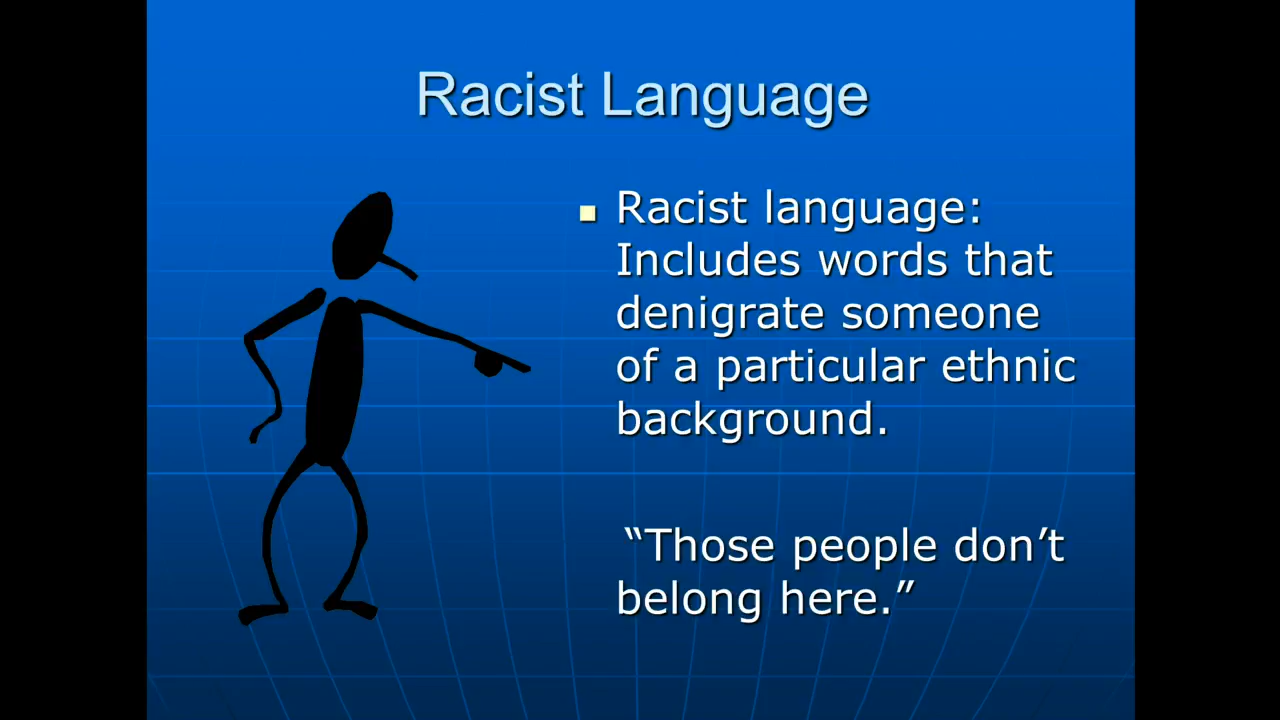 Racist Language
Racist language:
Includes words that
denigrate someone
of a particular ethnic
background.
“Those people don’t
belong here.”